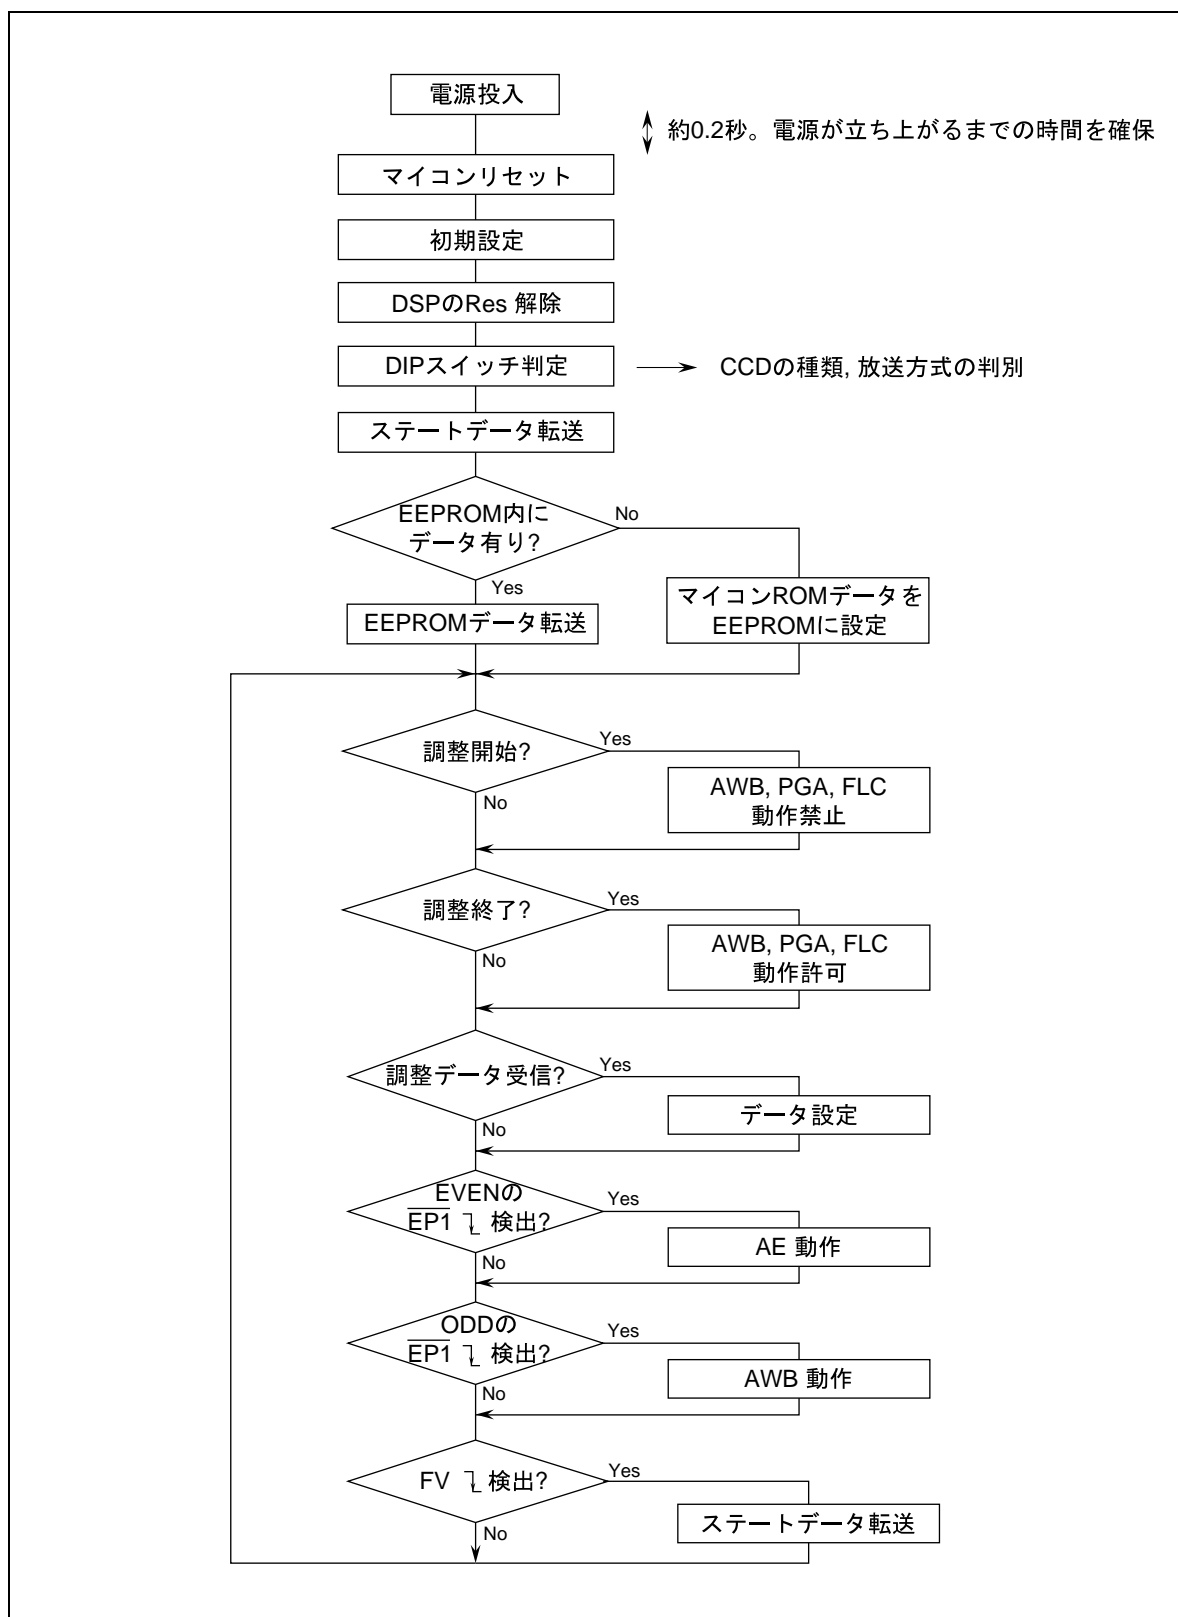 電源投入
約0.2秒。電源が立ち上がるまでの時間を確保
マイコンリセット
初期設定
DSPのRes 解除
DIPスイッチ判定
CCDの種類, 放送方式の判別
ステートデータ転送
EEPROM内に
データ有り?
No
Yes
マイコンROMデータを
EEPROMに設定
EEPROMデータ転送
調整開始?
Yes
No
AWB, PGA, FLC
動作禁止
調整終了?
Yes
No
AWB, PGA, FLC
動作許可
調整データ受信?
Yes
No
データ設定
EVENの
EP1 検出?
Yes
No
AE 動作
ODDの
EP1 検出?
Yes
No
AWB 動作
FV 検出?
Yes
No
ステートデータ転送